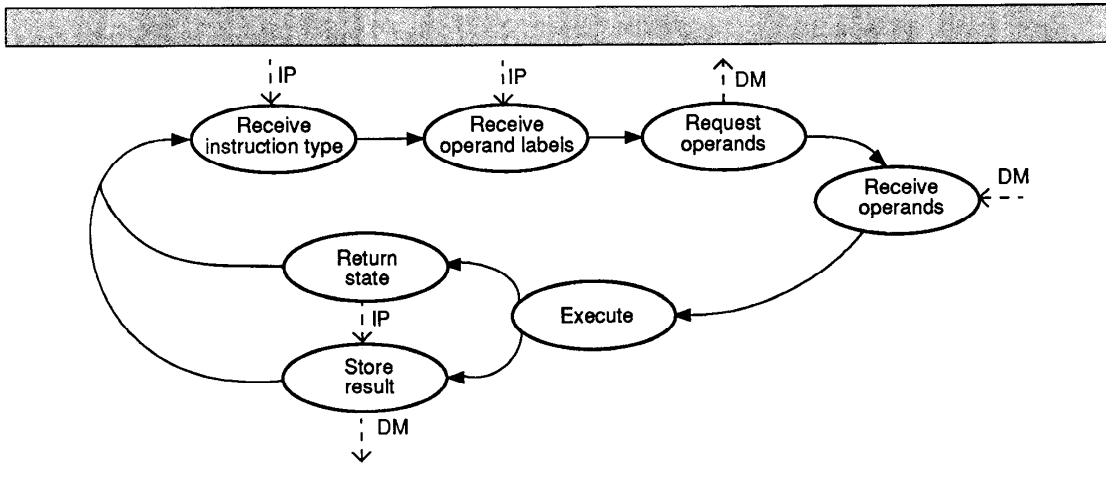 IP
IP
DM
Receive
instruction type
Receive
operand labels
Request
operands
Receive
operands
DM
Return
state
Execute
IP
Store
result
DM